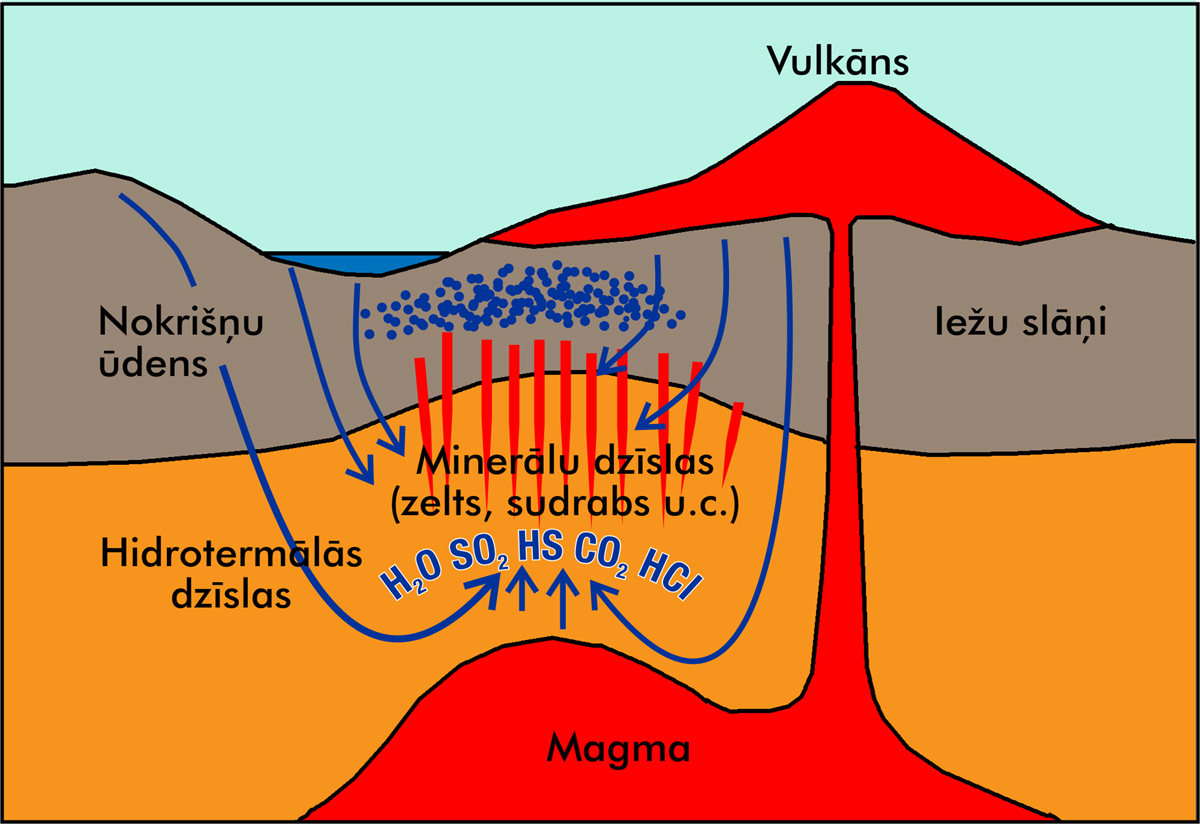 Vulkāns
Nokrišņu
ūdens
Iežu slāņi
Minerālu dzīslas
(zelts, sudrabs u.c.)
Hidrotermālās
dzīslas
H₂O SO₂ HS CO₂ HCl
Magma